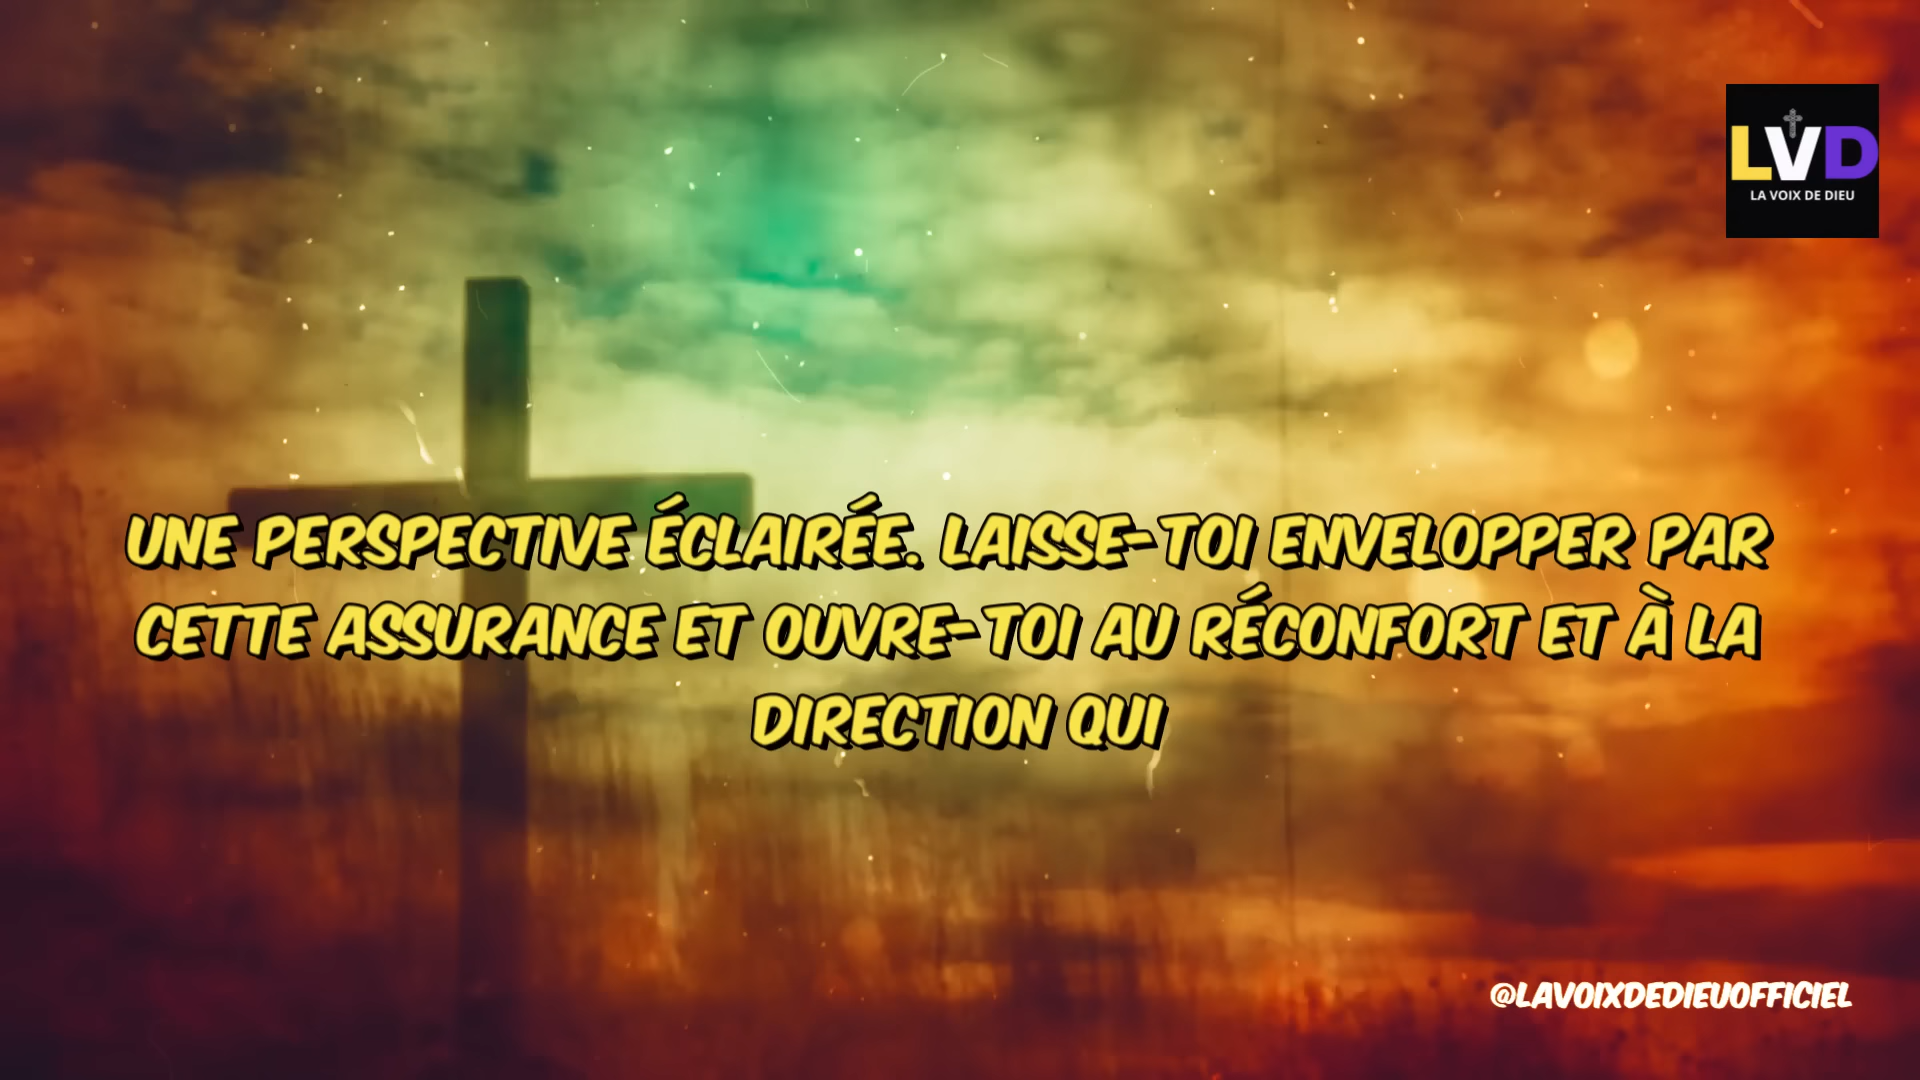 LVD
LA VOIX DE DIEU
UNE PERSPECTIVE ÉCLAIRÉE. LAISSE-TOI ENVELOPPER PAR
CETTE ASSURANCE ET OUVRE-TOI AU RÉCONFORT ET À LA
DIRECTION QUI
@LAVOIXDEDIEUOFFICIEL